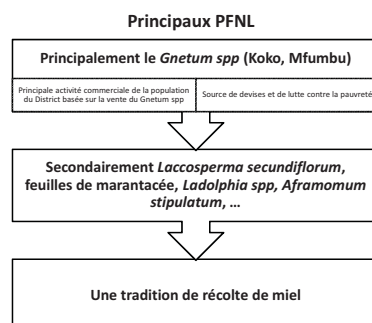 Principaux PFNL
Principalement le Gnetum spp (Koko, Mfumbu)
Principale activité commerciale de la population
du District basée sur la vente du Gnetum spp
Source de devises et de lutte contre la pauvreté
Secondairement Laccosperma secundiflorum,
feuilles de marantacée, Ladolphia spp, Aframomum
stipulatum, ...
Une tradition de récolte de miel